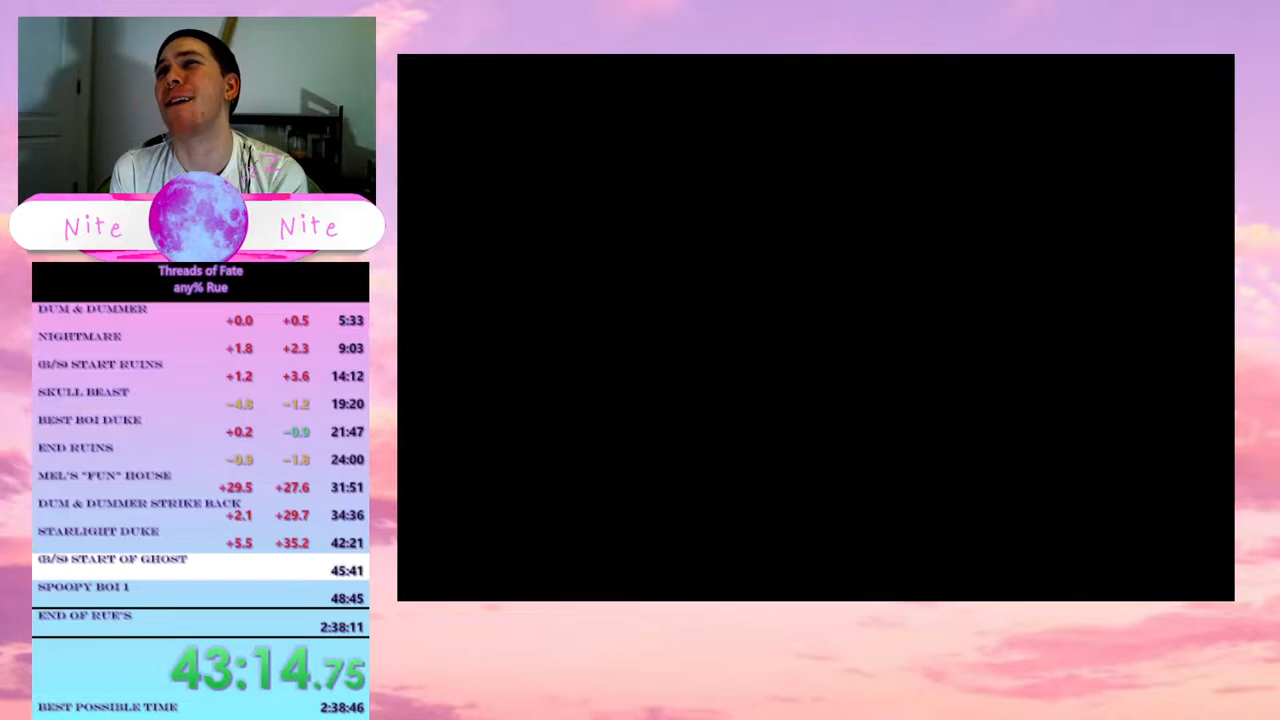 Nite Nite
Threads of Fate
any% Rue
DUM & DUMMER
+0.0 +0.5 5:33
NIGHTMARE
+1.8 +2.3 9:03
(B/S) START RUINS
+1.2 +3.6 14:12
SKULL BEAST
−4.8 −1.2 19:20
BEST BOI DUKE
+0.2 −0.9 21:47
END RUINS
−0.9 −1.8 24:00
MEL'S "FUN" HOUSE
+29.5 +27.6 31:51
DUM & DUMMER STRIKE BACK
+2.1 +29.7 34:36
STARLIGHT DUKE
+5.5 +35.2 42:21
(B/S) START OF GHOST
45:41
SPOOPY BOI 1
48:45
END OF RUE'S
2:38:11
43:14.75
BEST POSSIBLE TIME 2:38:46